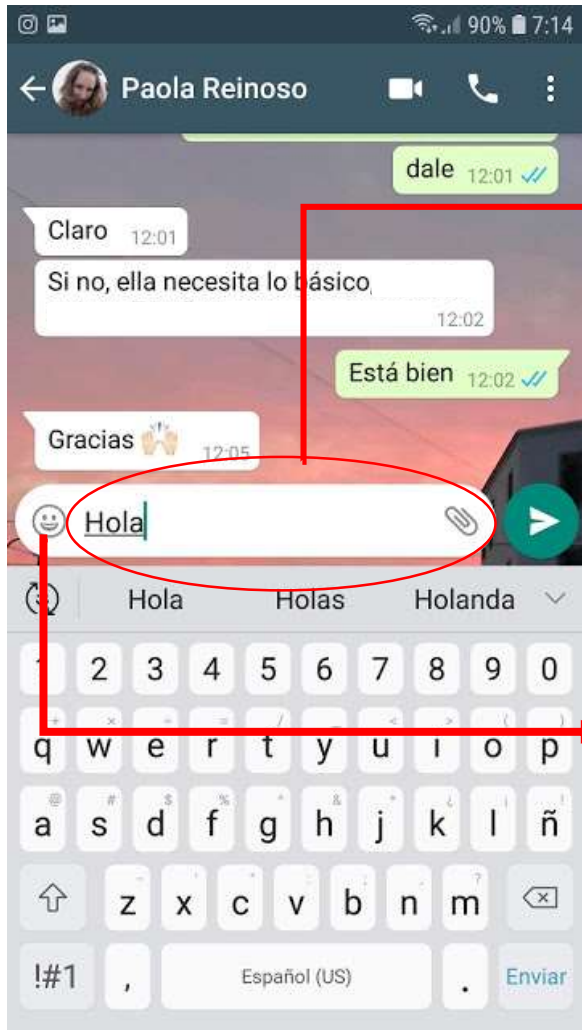 90% 7:14
Paola Reinoso
dale 12:01
Claro 12:01
Si no, ella necesita lo básico
12:02
Está bien 12:02
Gracias 🙌🏻 12:05
Hola
Hola Holas Holanda
1 2 3 4 5 6 7 8 9 0
q w e r t y u i o p
a s d f g h j k l ñ
z x c v b n m
!#1 , Español (US) . Enviar